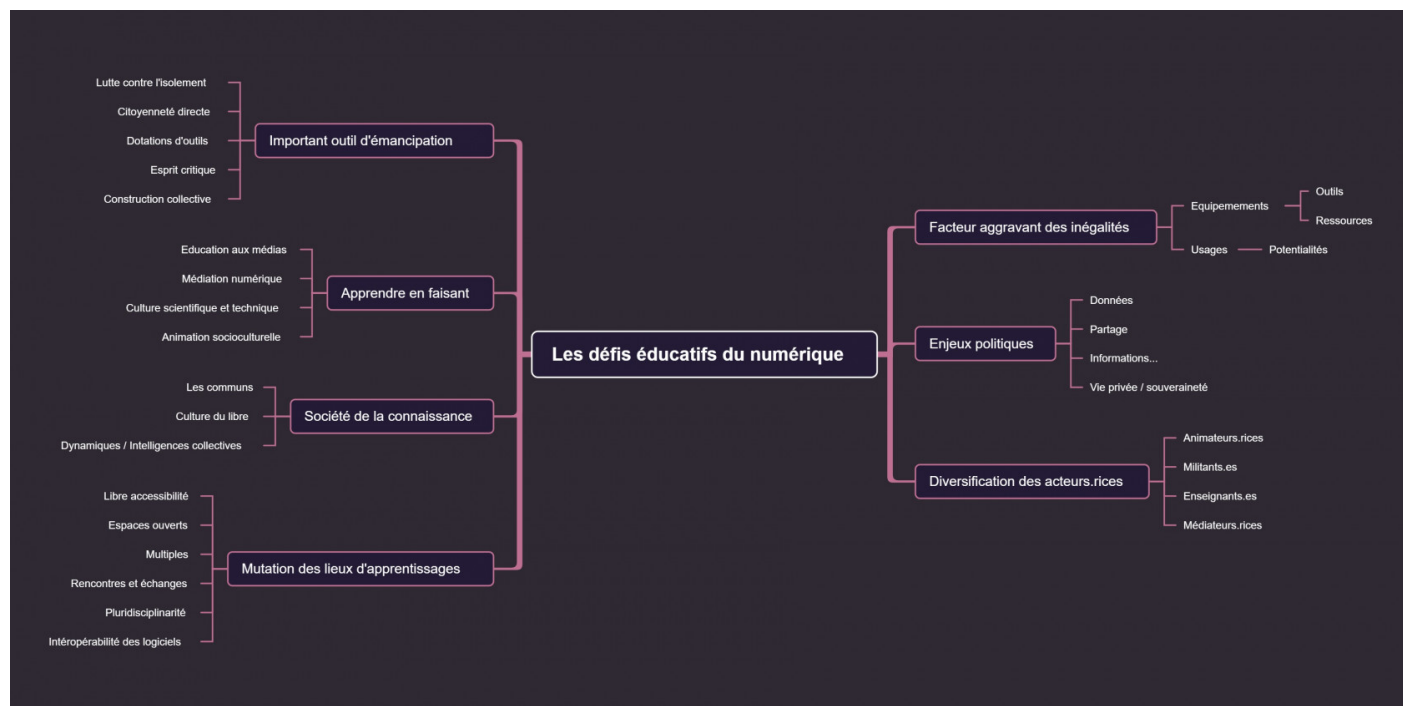 Les défis éducatifs du numérique
Important outil d'émancipation
Lutte contre l'isolement
Citoyenneté directe
Dotations d'outils
Esprit critique
Construction collective
Apprendre en faisant
Education aux médias
Médiation numérique
Culture scientifique et technique
Animation socioculturelle
Société de la connaissance
Les communs
Culture du libre
Dynamiques / Intelligences collectives
Mutation des lieux d'apprentissages
Libre accessibilité
Espaces ouverts
Multiples
Rencontres et échanges
Pluridisciplinarité
Intéropérabilité des logiciels
Facteur aggravant des inégalités
Equipemements
Outils
Ressources
Usages
Potentialités
Enjeux politiques
Données
Partage
Informations...
Vie privée / souveraineté
Diversification des acteurs.rices
Animateurs.rices
Militants.es
Enseignants.es
Médiateurs.rices